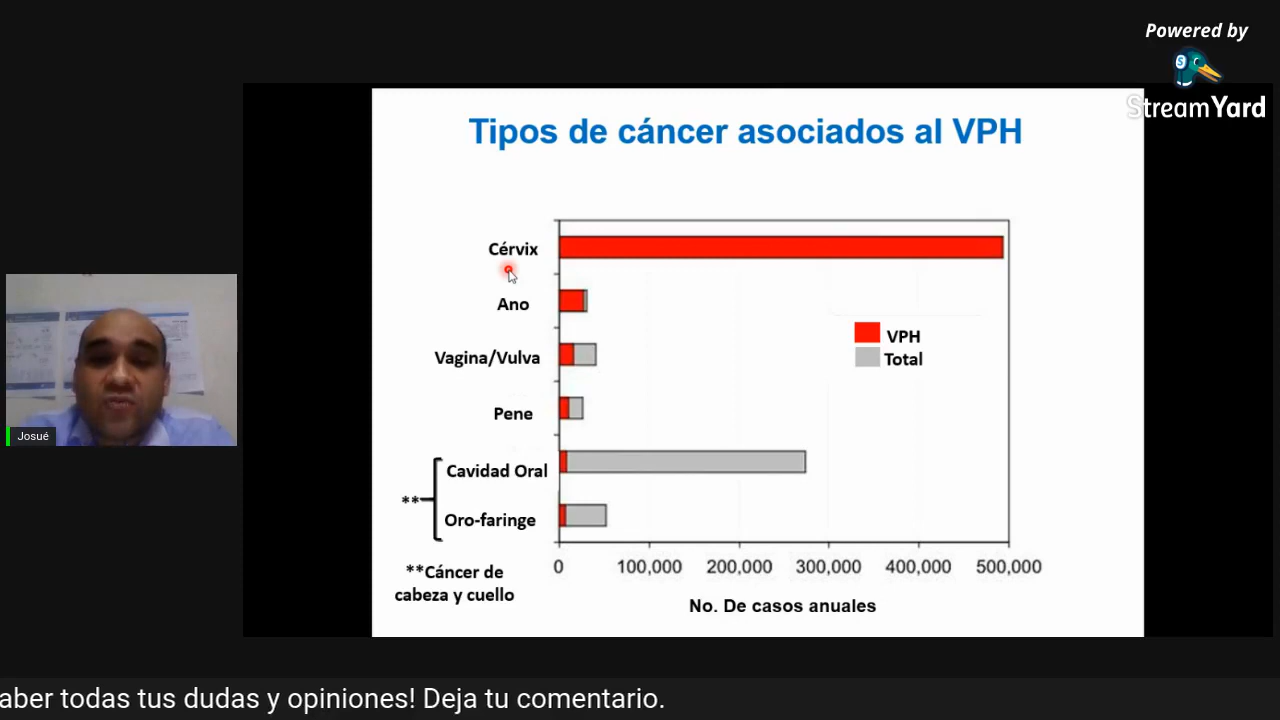 Powered by
StreamYard
Tipos de cáncer asociados al VPH
Cérvix
Ano
Vagina/Vulva
Pene
Cavidad Oral
**
Oro-faringe
VPH
Total
0 100,000 200,000 300,000 400,000 500,000
No. De casos anuales
**Cáncer de
cabeza y cuello
Josué
aber todas tus dudas y opiniones! Deja tu comentario.